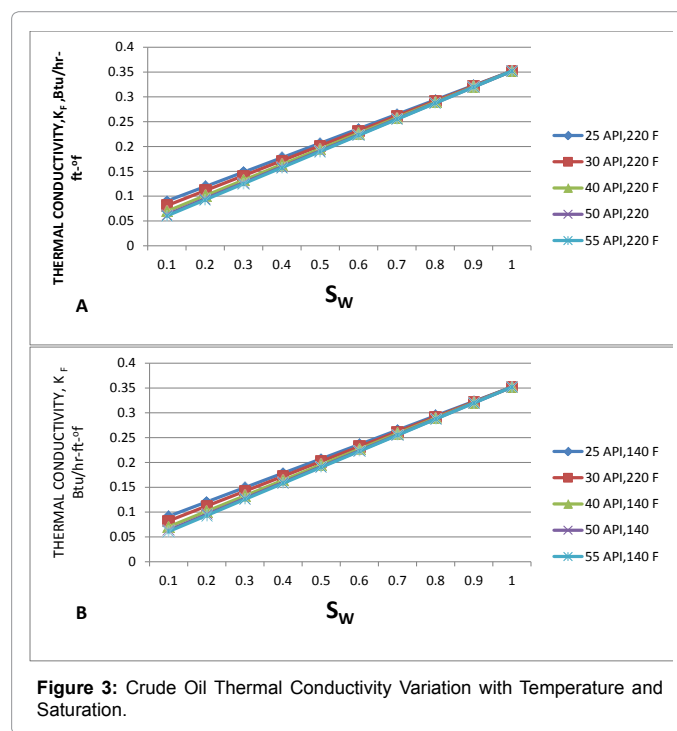 THERMAL CONDUCTIVITY,K_F,Btu/hr-
ft-ºf
0.4
0.35
0.3
0.25
0.2
0.15
0.1
0.05
0
0.1 0.2 0.3 0.4 0.5 0.6 0.7 0.8 0.9 1
S_W
A
25 API,220 F
30 API,220 F
40 API,220 F
50 API,220
55 API,220 F
THERMAL CONDUCTIVITY, K_F
Btu/hr-ft-ºf
0.4
0.35
0.3
0.25
0.2
0.15
0.1
0.05
0
0.1 0.2 0.3 0.4 0.5 0.6 0.7 0.8 0.9 1
S_W
B
25 API,140 F
30 API,220 F
40 API,140 F
50 API,140
55 API,140 F
Figure 3: Crude Oil Thermal Conductivity Variation with Temperature and
Saturation.